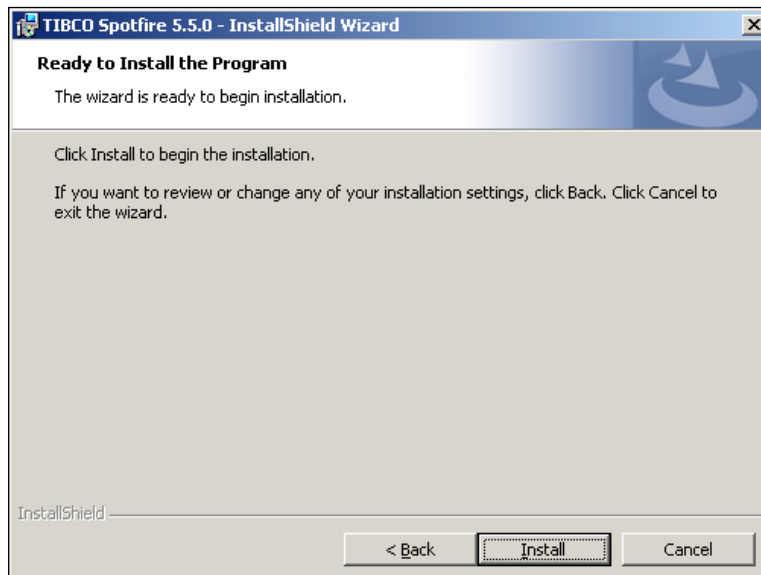 TIBCO Spotfire 5.5.0 - InstallShield Wizard
Ready to Install the Program
The wizard is ready to begin installation.
Click Install to begin the installation.
If you want to review or change any of your installation settings, click Back. Click Cancel to
exit the wizard.
InstallShield
< Back
Install
Cancel